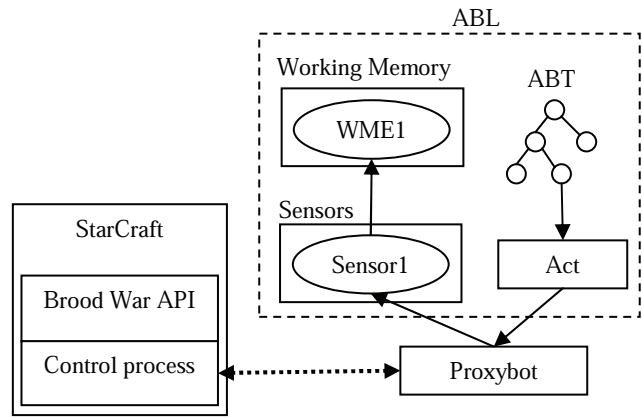 ABL
Working Memory
ABT
WME1
Sensors
StarCraft
Sensor1
Act
Brood War API
Control process
Proxybot